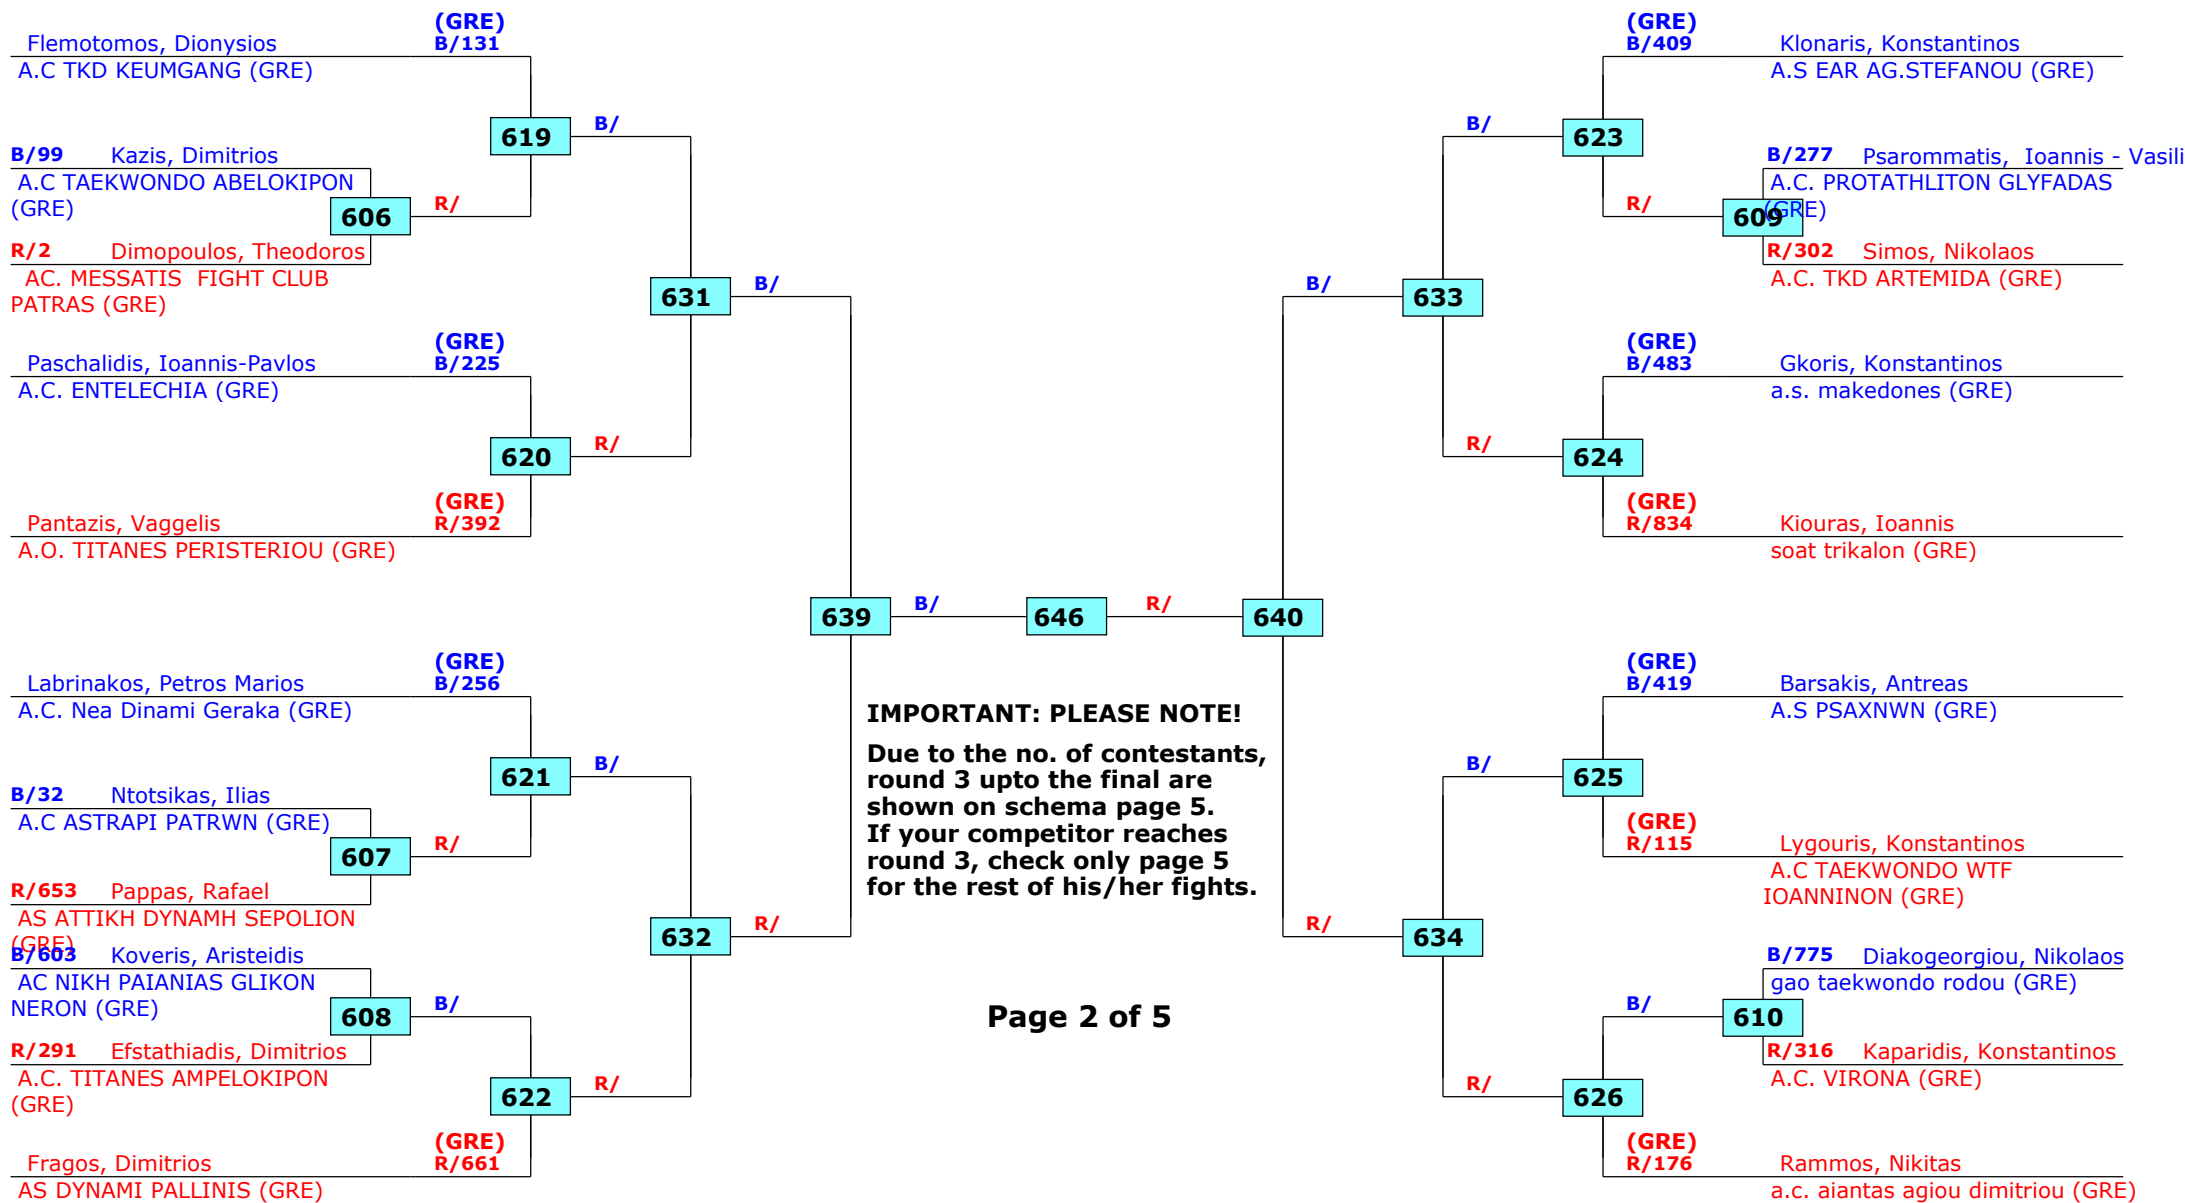 (GRE)
Flemotomos, Dionysios B/131
A.C TKD KEUMGANG (GRE)
619
B/
B/99 Kazis, Dimitrios
A.C TAEKWONDO ABELOKIPON
(GRE)
606
R/
R/2 Dimopoulos, Theodoros
AC. MESSATIS  FIGHT CLUB
PATRAS (GRE)
631
B/
(GRE)
Paschalidis, Ioannis-Pavlos B/225
A.C. ENTELECHIA (GRE)
620
R/
(GRE)
Pantazis, Vaggelis R/392
A.O. TITANES PERISTERIOU (GRE)
639
B/
646
R/
640
(GRE)
Labrinakos, Petros Marios B/256
A.C. Nea Dinami Geraka (GRE)
621
B/
B/32 Ntotsikas, Ilias
A.C ASTRAPI PATRWN (GRE)
607
R/
R/653 Pappas, Rafael
AS ATTIKH DYNAMH SEPOLION
(GRE)
632
R/
B/603 Koveris, Aristeidis
AC NIKH PAIANIAS GLIKON
NERON (GRE)
608
B/
R/291 Efstathiadis, Dimitrios
A.C. TITANES AMPELOKIPON
(GRE)
622
R/
(GRE)
Fragos, Dimitrios R/661
AS DYNAMI PALLINIS (GRE)
IMPORTANT: PLEASE NOTE!
Due to the no. of contestants,
round 3 upto the final are
shown on schema page 5.
If your competitor reaches
round 3, check only page 5
for the rest of his/her fights.
Page 2 of 5
(GRE)
B/409 Klonaris, Konstantinos
A.S EAR AG.STEFANOU (GRE)
B/
623
B/277 Psarommatis,  Ioannis - Vasili
A.C. PROTATHLITON GLYFADAS
(GRE)
R/
609
R/302 Simos, Nikolaos
A.C. TKD ARTEMIDA (GRE)
B/
633
(GRE)
B/483 Gkoris, Konstantinos
a.s. makedones (GRE)
R/
624
(GRE)
R/834 Kiouras, Ioannis
soat trikalon (GRE)
(GRE)
B/419 Barsakis, Antreas
A.S PSAXNWN (GRE)
B/
625
(GRE)
R/115 Lygouris, Konstantinos
A.C TAEKWONDO WTF
IOANNINON (GRE)
R/
634
B/775 Diakogeorgiou, Nikolaos
gao taekwondo rodou (GRE)
B/
610
R/316 Kaparidis, Konstantinos
A.C. VIRONA (GRE)
R/
626
(GRE)
R/176 Rammos, Nikitas
a.c. aiantas agiou dimitriou (GRE)